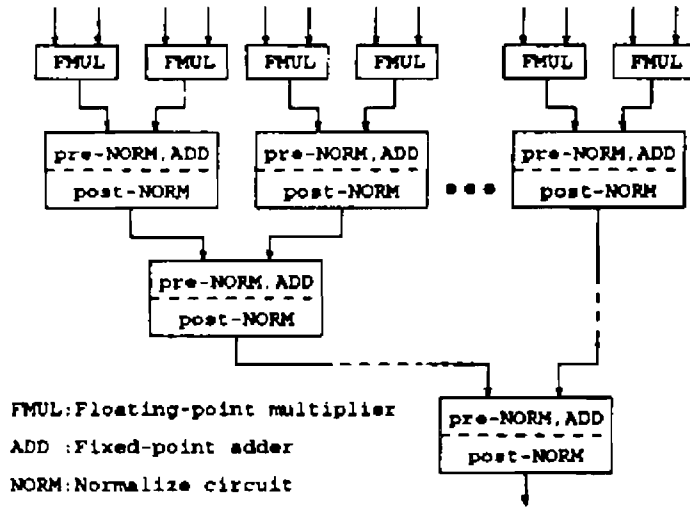 FMUL FMUL FMUL FMUL FMUL FMUL
pre-NORM,ADD pre-NORM,ADD pre-NORM,ADD
post-NORM post-NORM post-NORM
pre-NORM,ADD
post-NORM
FMUL:Floating-point multiplier
pre-NORM,ADD
ADD :Fixed-point adder
post-NORM
NORM:Normalize circuit